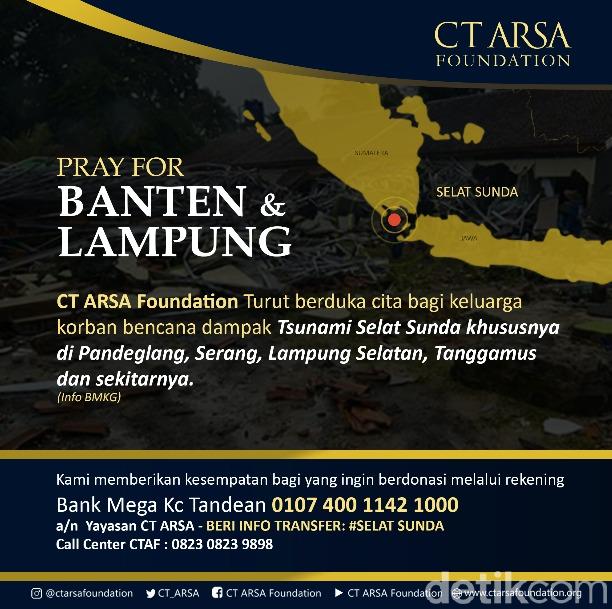 CT ARSA
FOUNDATION
SUMATERA
SELAT SUNDA
JAWA
PRAY FOR
BANTEN &
LAMPUNG
CT ARSA Foundation Turut berduka cita bagi keluarga
korban bencana dampak Tsunami Selat Sunda khususnya
di Pandeglang, Serang, Lampung Selatan, Tanggamus
dan sekitarnya.
(Info BMKG)
Kami memberikan kesempatan bagi yang ingin berdonasi melalui rekening
Bank Mega Kc Tandean 0107 400 1142 1000
a/n Yayasan CT ARSA - BERI INFO TRANSFER: #SELAT SUNDA
Call Center CTAF : 0823 0823 9898
@ctarsafoundation CT_ARSA CT ARSA Foundation CT ARSA Foundation www.ctarsafoundation.org
detikcom